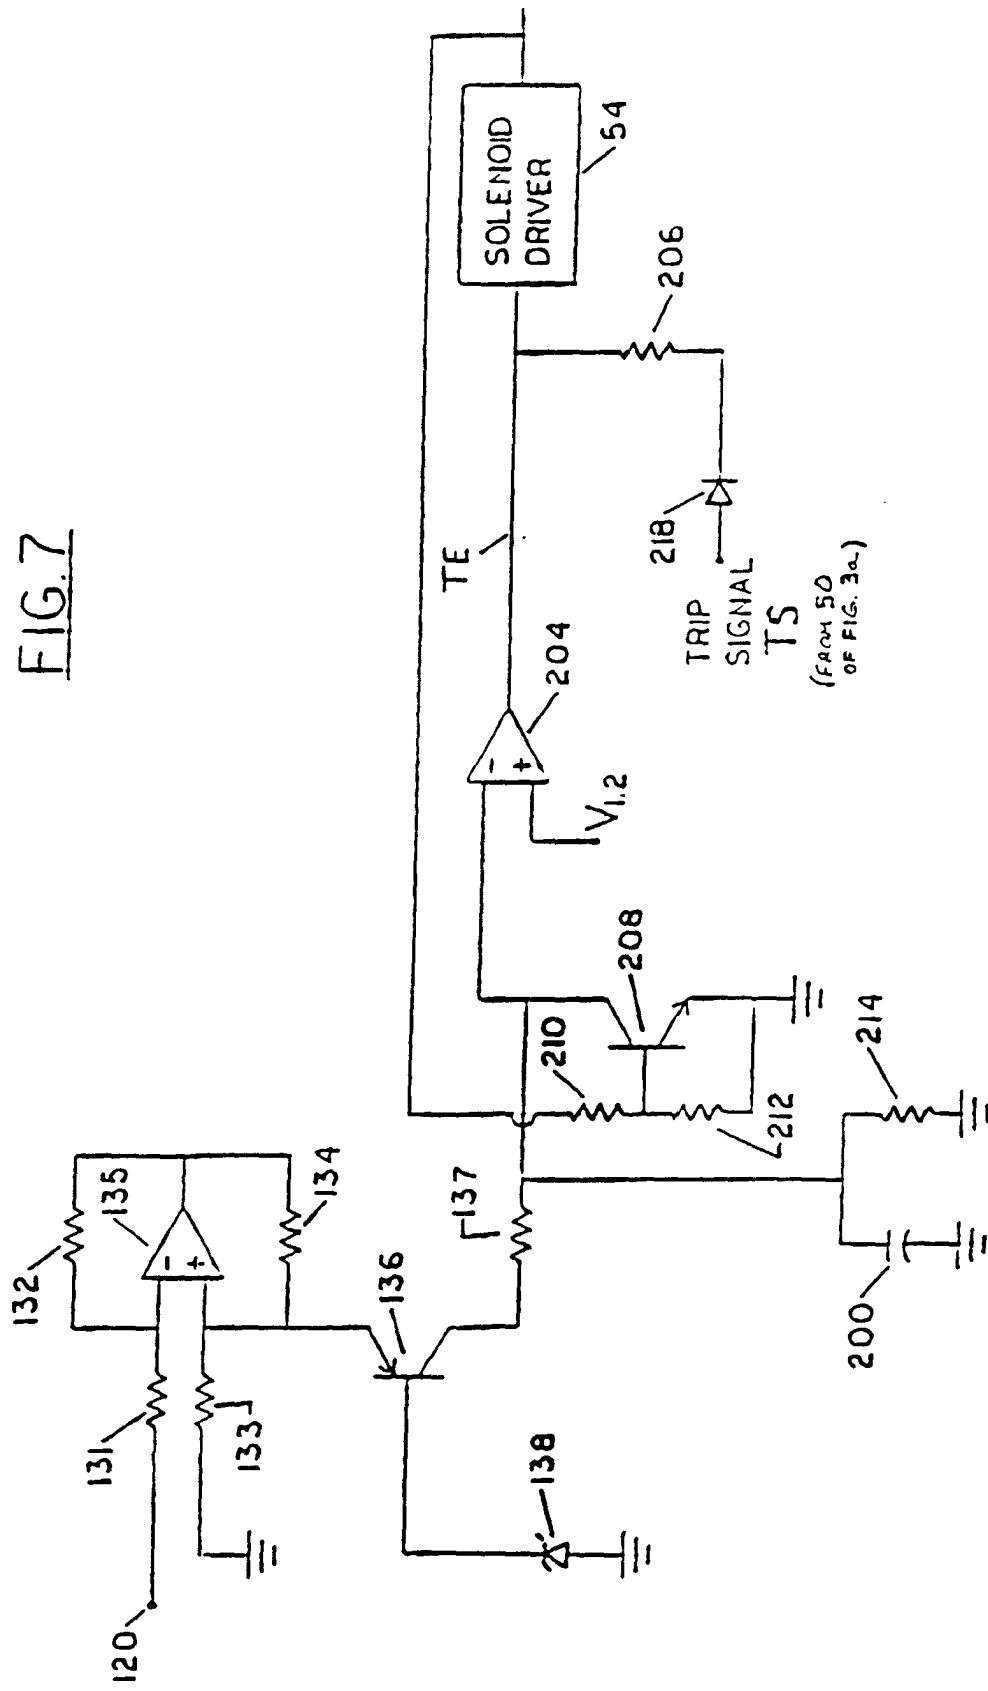 FIG.7
132
135
134
131
133
120
136
137
138
210
208
212
214
200
-
+
-
+
V1.2
204
TE
SOLENOID
DRIVER
54
206
218
TRIP
SIGNAL
TS
(FROM 50
OF FIG. 3a)